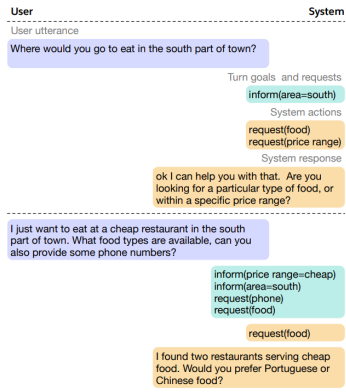 User System
User utterance
Where would you go to eat in the south part of town?
Turn goals and requests
inform(area=south)
System actions
request(food)
request(price range)
System response
ok I can help you with that. Are you
looking for a particular type of food, or
within a specific price range?
I just want to eat at a cheap restaurant in the south
part of town. What food types are available, can you
also provide some phone numbers?
inform(price range=cheap)
inform(area=south)
request(phone)
request(food)
request(food)
I found two restaurants serving cheap
food. Would you prefer Portuguese or
Chinese food?